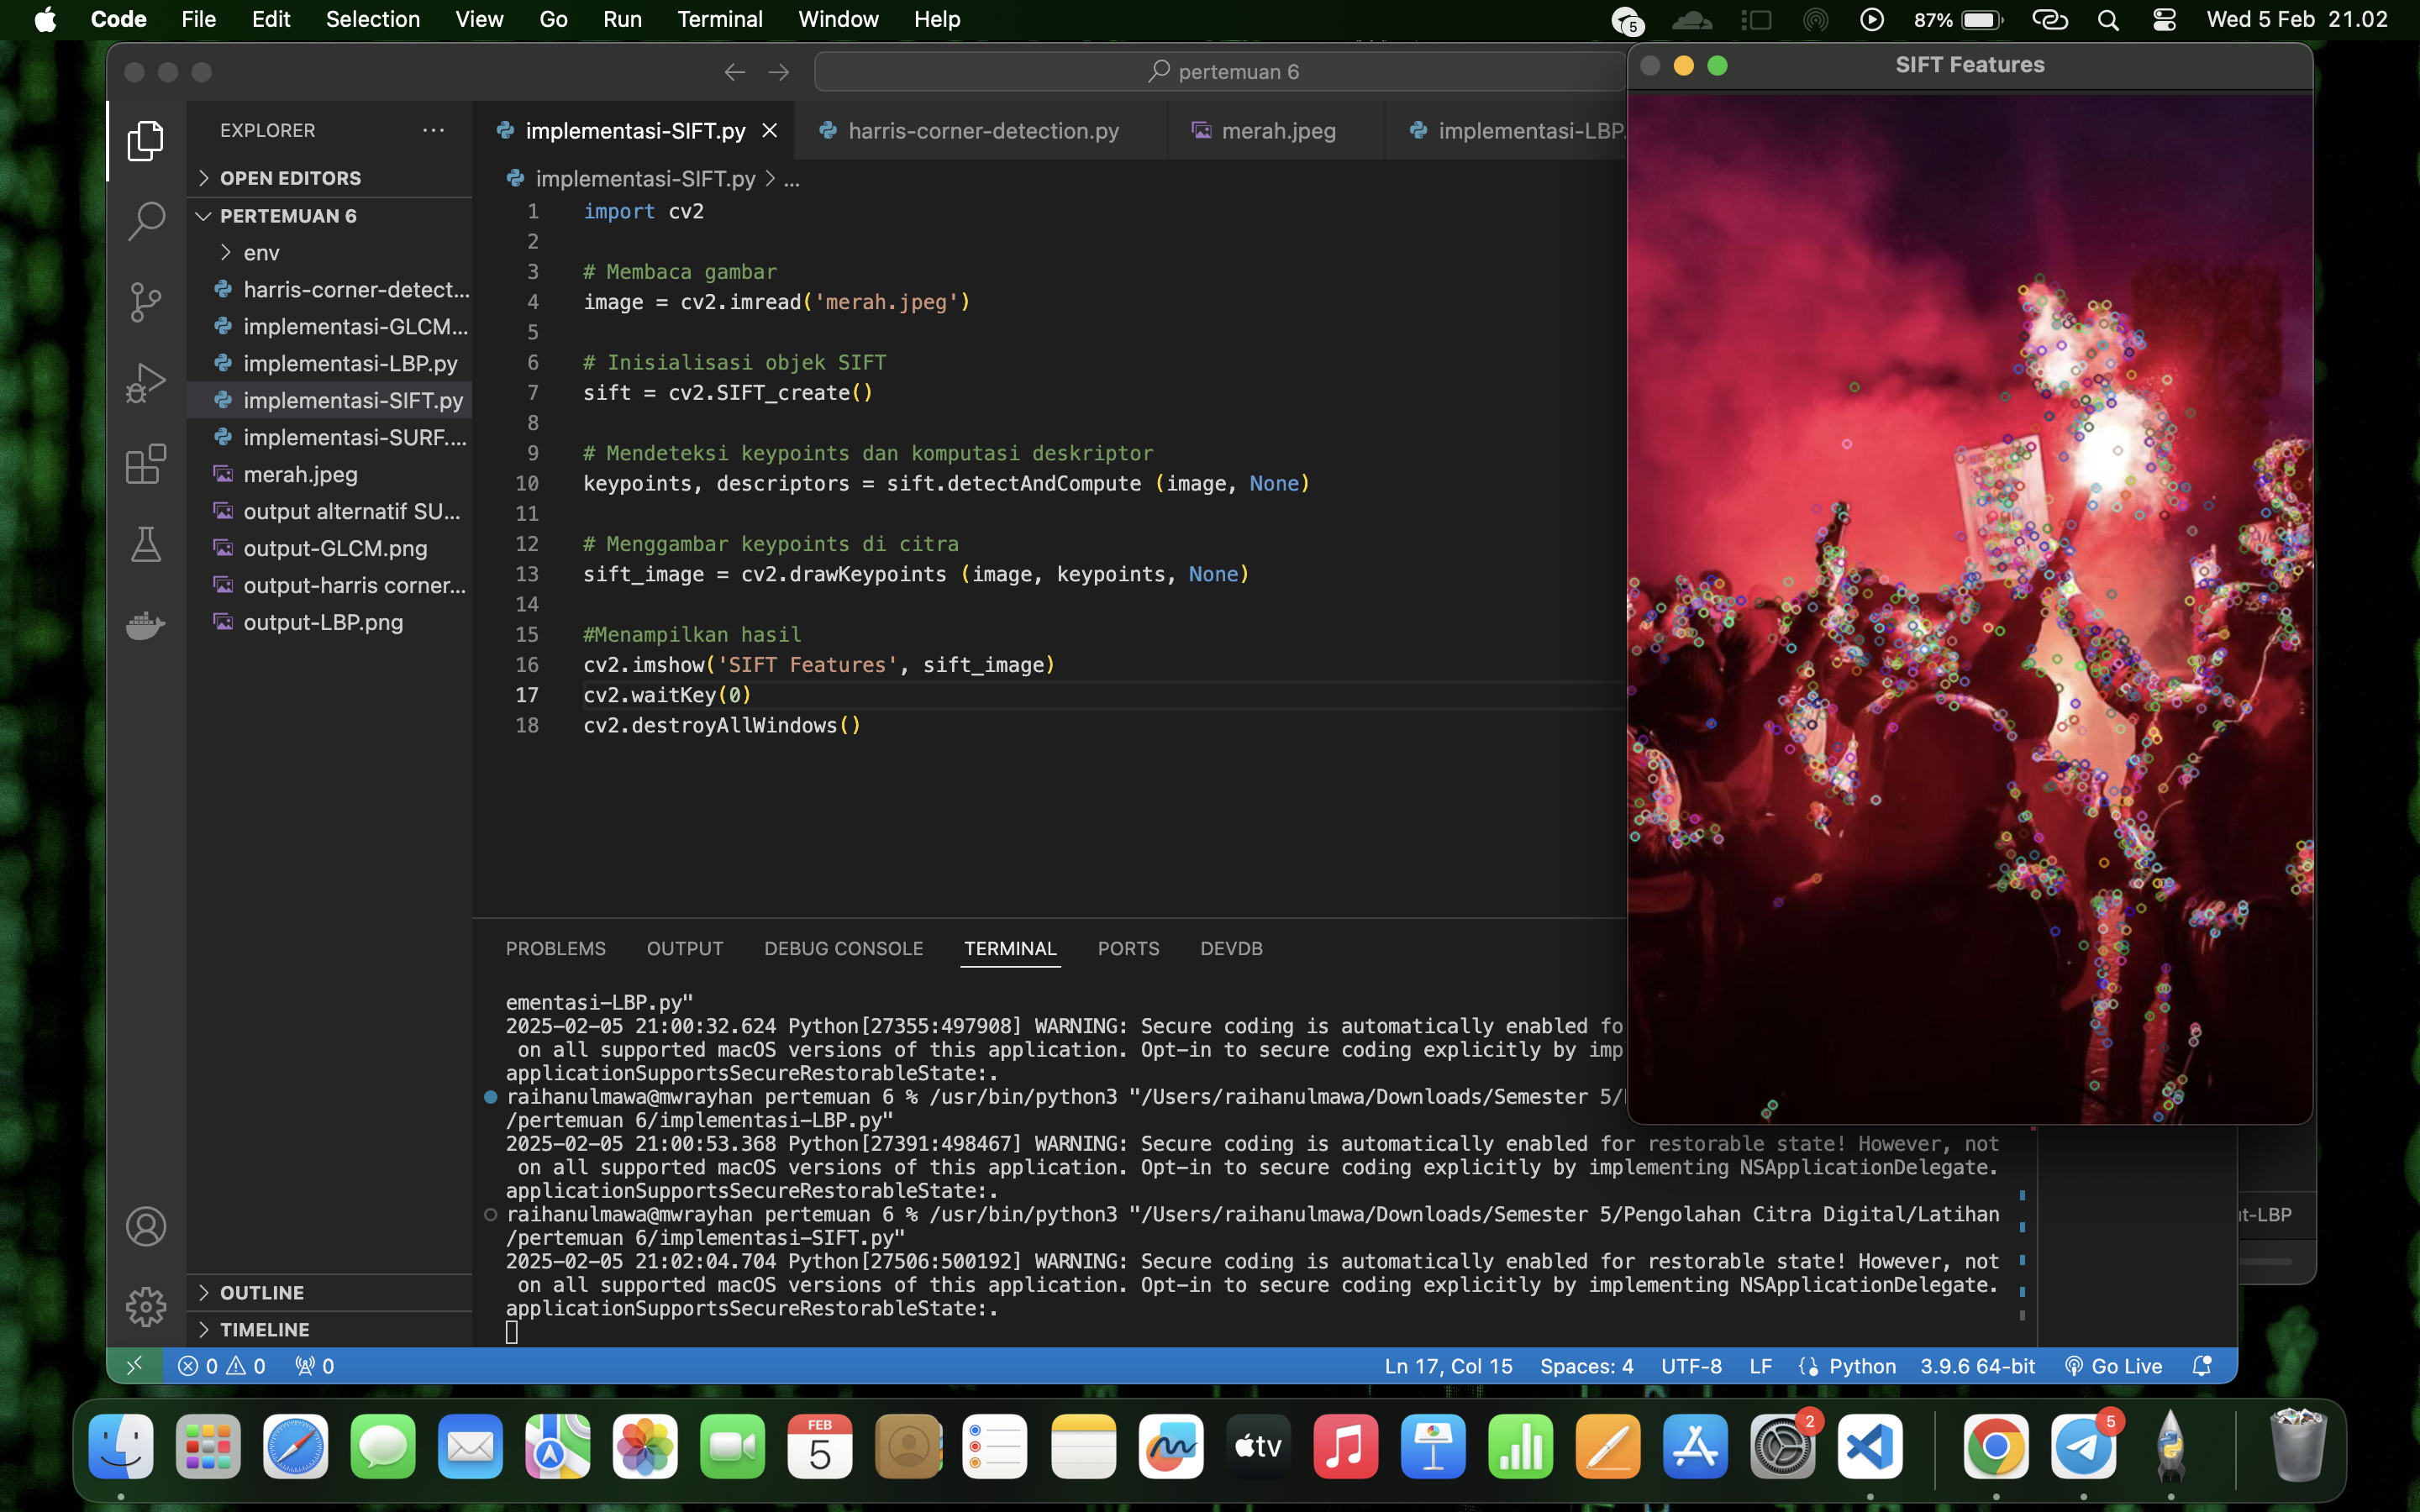 Code File Edit Selection View Go Run Terminal Window Help 5 87% Wed 5 Feb 21.02
pertemuan 6
SIFT Features
EXPLORER ...
OPEN EDITORS
PERTEMUAN 6
env
harris-corner-detect...
implementasi-GLCM...
implementasi-LBP.py
implementasi-SIFT.py
implementasi-SURF....
merah.jpeg
output alternatif SU...
output-GLCM.png
output-harris corner...
output-LBP.png
OUTLINE
TIMELINE
implementasi-SIFT.py harris-corner-detection.py merah.jpeg implementasi-LBP.
implementasi-SIFT.py > ...
1 import cv2
2
3 # Membaca gambar
4 image = cv2.imread('merah.jpeg')
5
6 # Inisialisasi objek SIFT
7 sift = cv2.SIFT_create()
8
9 # Mendeteksi keypoints dan komputasi deskriptor
10 keypoints, descriptors = sift.detectAndCompute (image, None)
11
12 # Menggambar keypoints di citra
13 sift_image = cv2.drawKeypoints (image, keypoints, None)
14
15 #Menampilkan hasil
16 cv2.imshow('SIFT Features', sift_image)
17 cv2.waitKey(0)
18 cv2.destroyAllWindows()
PROBLEMS OUTPUT DEBUG CONSOLE TERMINAL PORTS DEVDB
ementasi-LBP.py"
2025-02-05 21:00:32.624 Python[27355:497908] WARNING: Secure coding is automatically enabled fo
on all supported macOS versions of this application. Opt-in to secure coding explicitly by imp
applicationSupportsSecureRestorableState:.
raihanulmawa@mwrayhan pertemuan 6 % /usr/bin/python3 "/Users/raihanulmawa/Downloads/Semester 5/
/pertemuan 6/implementasi-LBP.py"
2025-02-05 21:00:53.368 Python[27391:498467] WARNING: Secure coding is automatically enabled for restorable state! However, not
on all supported macOS versions of this application. Opt-in to secure coding explicitly by implementing NSApplicationDelegate.
applicationSupportsSecureRestorableState:.
raihanulmawa@mwrayhan pertemuan 6 % /usr/bin/python3 "/Users/raihanulmawa/Downloads/Semester 5/Pengolahan Citra Digital/Latihan
/pertemuan 6/implementasi-SIFT.py"
2025-02-05 21:02:04.704 Python[27506:500192] WARNING: Secure coding is automatically enabled for restorable state! However, not
on all supported macOS versions of this application. Opt-in to secure coding explicitly by implementing NSApplicationDelegate.
applicationSupportsSecureRestorableState:.
t-LBP
0 0 0 Ln 17, Col 15 Spaces: 4 UTF-8 LF Python 3.9.6 64-bit Go Live
FEB
5
tv
2
5